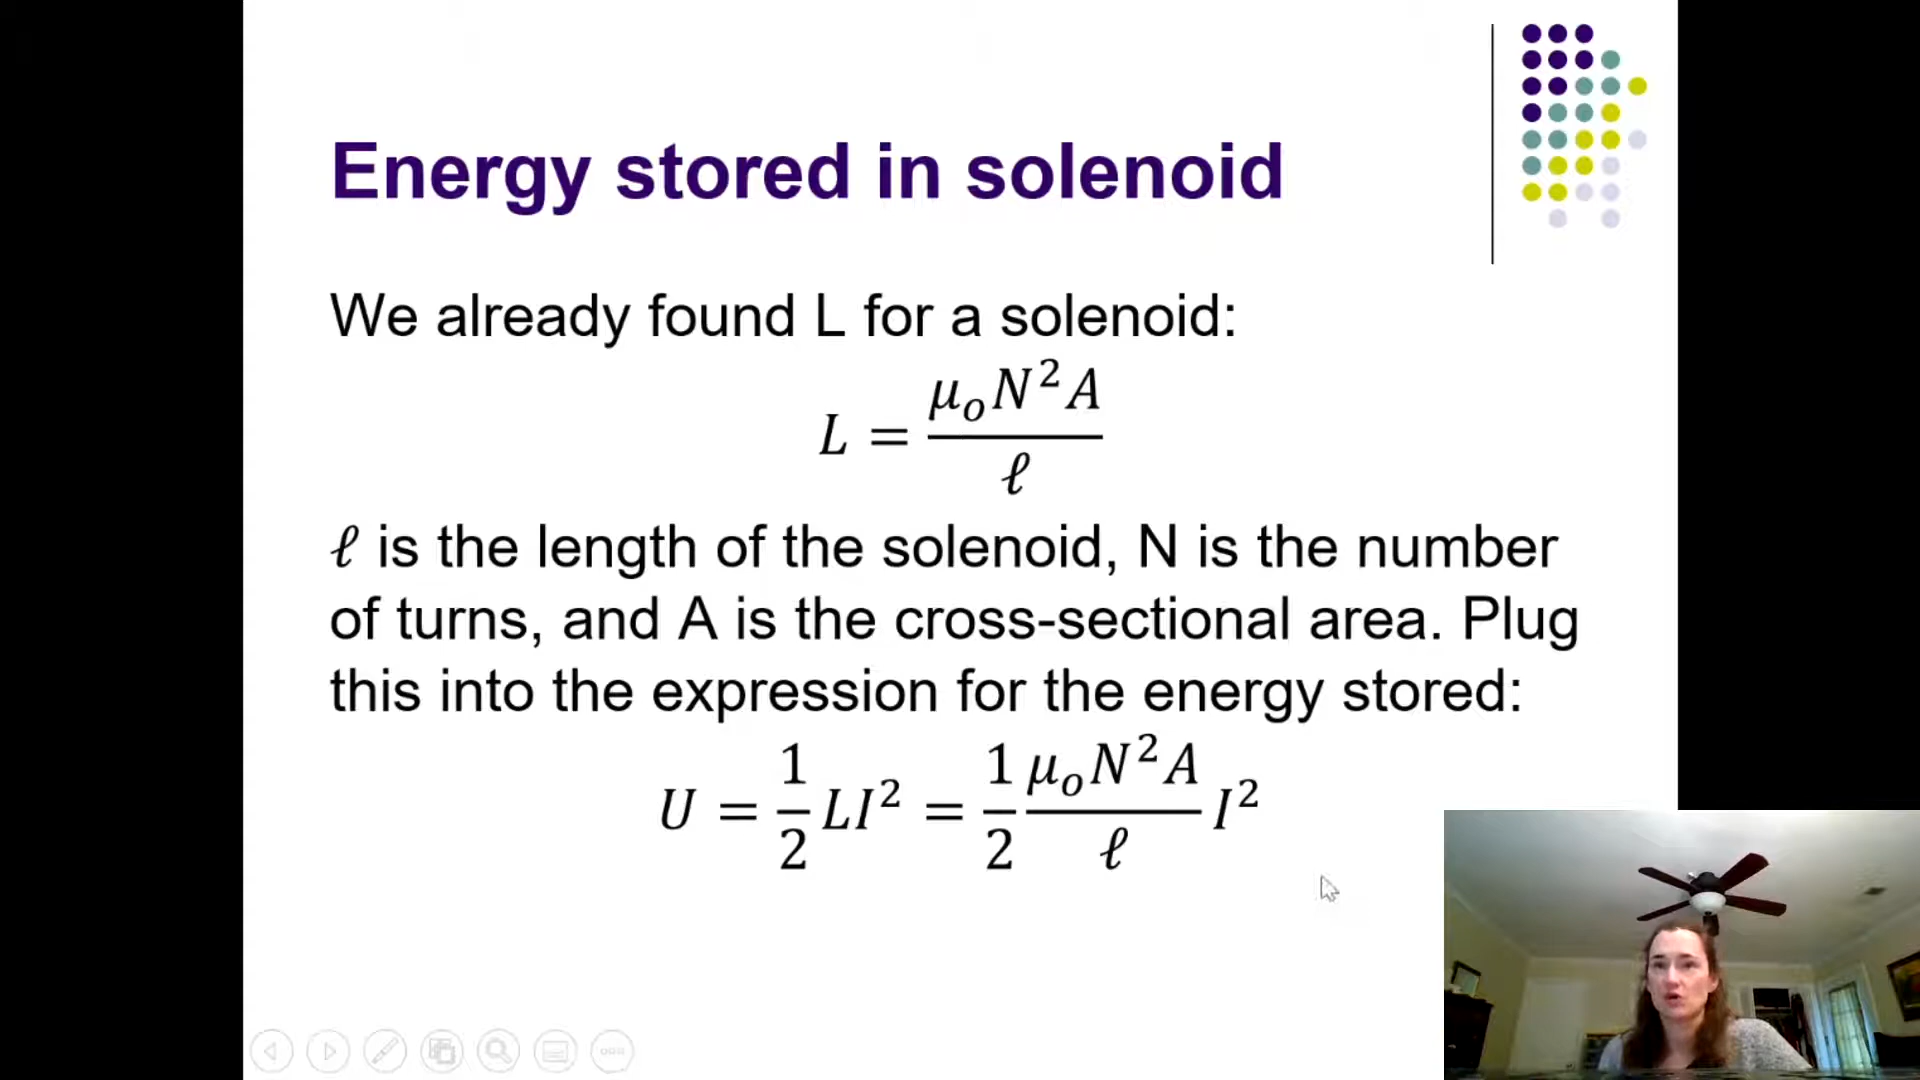 Energy stored in solenoid
We already found L for a solenoid:
L = μₒN²A / ℓ
ℓ is the length of the solenoid, N is the number
of turns, and A is the cross-sectional area. Plug
this into the expression for the energy stored:
U = 1/2 LI² = 1/2 μₒN²A/ℓ I²